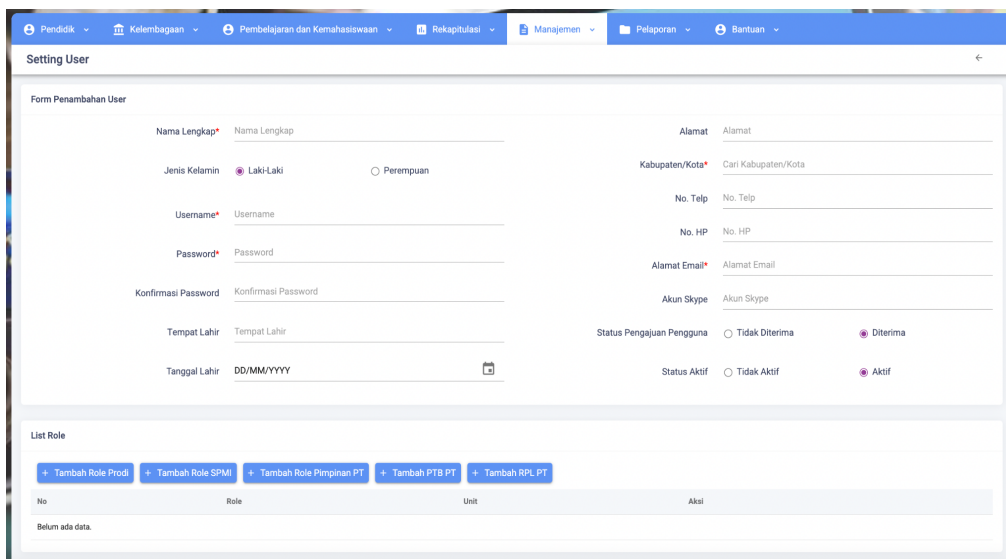 Pendidik
Kelembagaan
Pembelajaran dan Kemahasiswaan
Rekapitulasi
Manajemen
Pelaporan
Bantuan
Setting User
Form Penambahan User
Nama Lengkap* Nama Lengkap
Jenis Kelamin Laki-Laki Perempuan
Username* Username
Password* Password
Konfirmasi Password Konfirmasi Password
Tempat Lahir Tempat Lahir
Tanggal Lahir DD/MM/YYYY
Alamat Alamat
Kabupaten/Kota* Cari Kabupaten/Kota
No. Telp No. Telp
No. HP No. HP
Alamat Email* Alamat Email
Akun Skype Akun Skype
Status Pengajuan Pengguna Tidak Diterima Diterima
Status Aktif Tidak Aktif Aktif
List Role
+ Tambah Role Prodi + Tambah Role SPMI + Tambah Role Pimpinan PT + Tambah PTB PT + Tambah RPL PT
No Role Unit Aksi
Belum ada data.